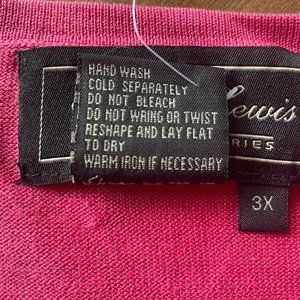 HAND WASH
COLD SEPARATELY
DO NOT BLEACH
DO NOT WRING OR TWIST
RESHAPE AND LAY FLAT
TO DRY
WARM IRON IF NECESSARY
Lewis
RIES
3X